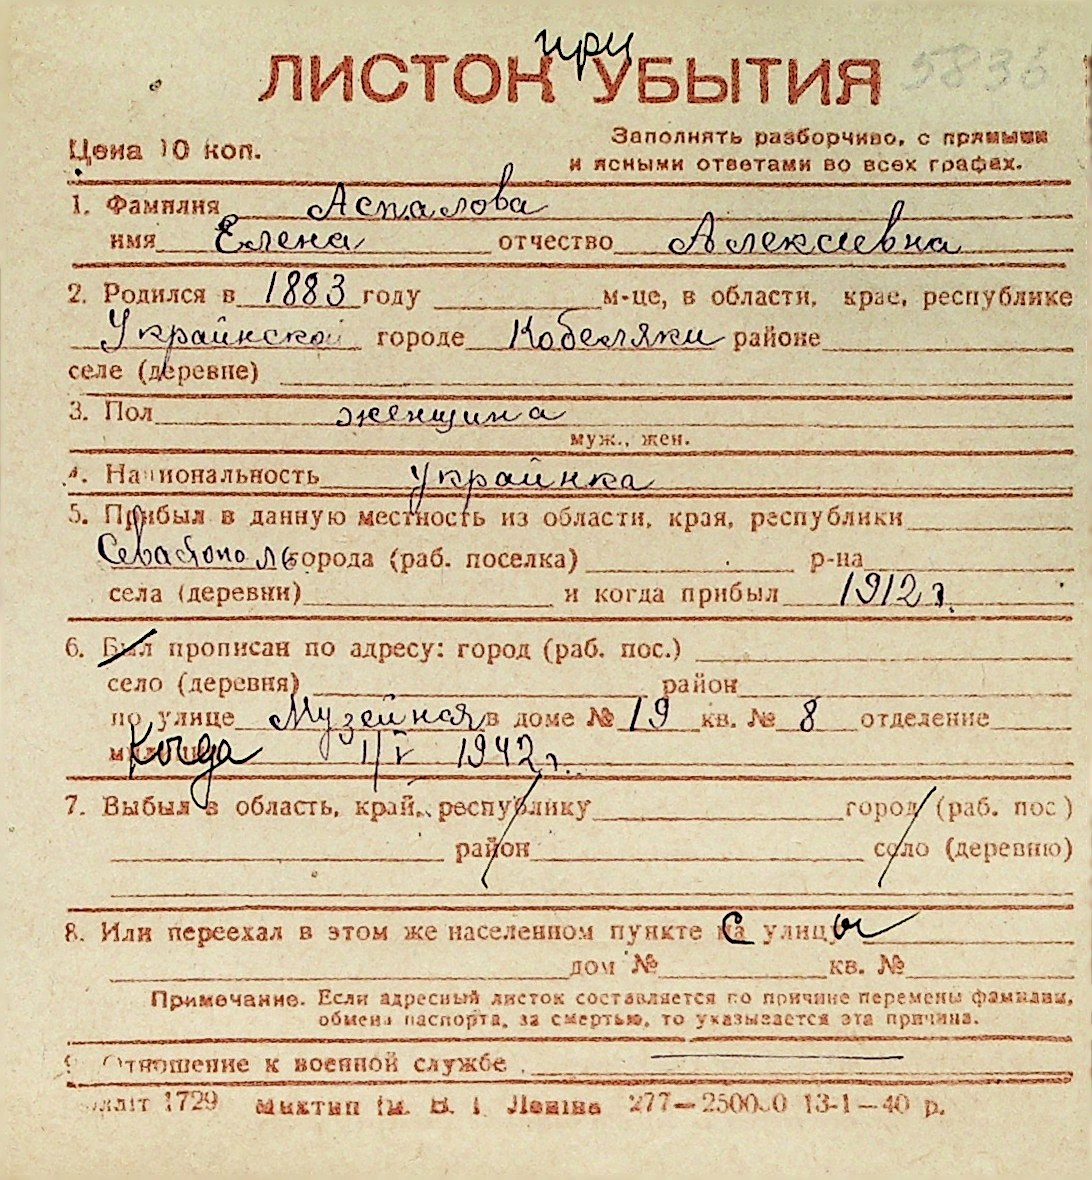 при
ЛИСТОК УБЫТИЯ 5836
Цена 10 коп.
Заполнять разборчиво, с прямыми
и ясными ответами во всех графах.
1. Фамилия Аспалова
имя Елена отчество Алексеевна
2. Родился в 1883 году м-це, в области, крае, республике
Украинской городе Кобеляки районе
селе (деревне)
3. Пол женщина
муж., жен.
4. Национальность украинка
5. Прибыл в данную местность из области, края, республики
Севастополь города (раб. поселка) р-на
села (деревни) и когда прибыл 1912 г.
6. Был прописан по адресу: город (раб. пос.)
село (деревня) район
по улице Музейная в доме № 19 кв. № 8 отделение
Когда 1/V 1942 г.
7. Выбыл в область, край, республику город (раб. пос)
район село (деревню)
8. Или переехал в этом же населенном пункте с улицы
дом № кв. №
Примечание. Если адресный листок составляется по причине перемены фамилии,
обмена паспорта, за смертью, то указывается эта причина.
9. Отношение к военной службе
1729 Миктип ім. В. І. Леніна 277—250000 13-1—40 р.